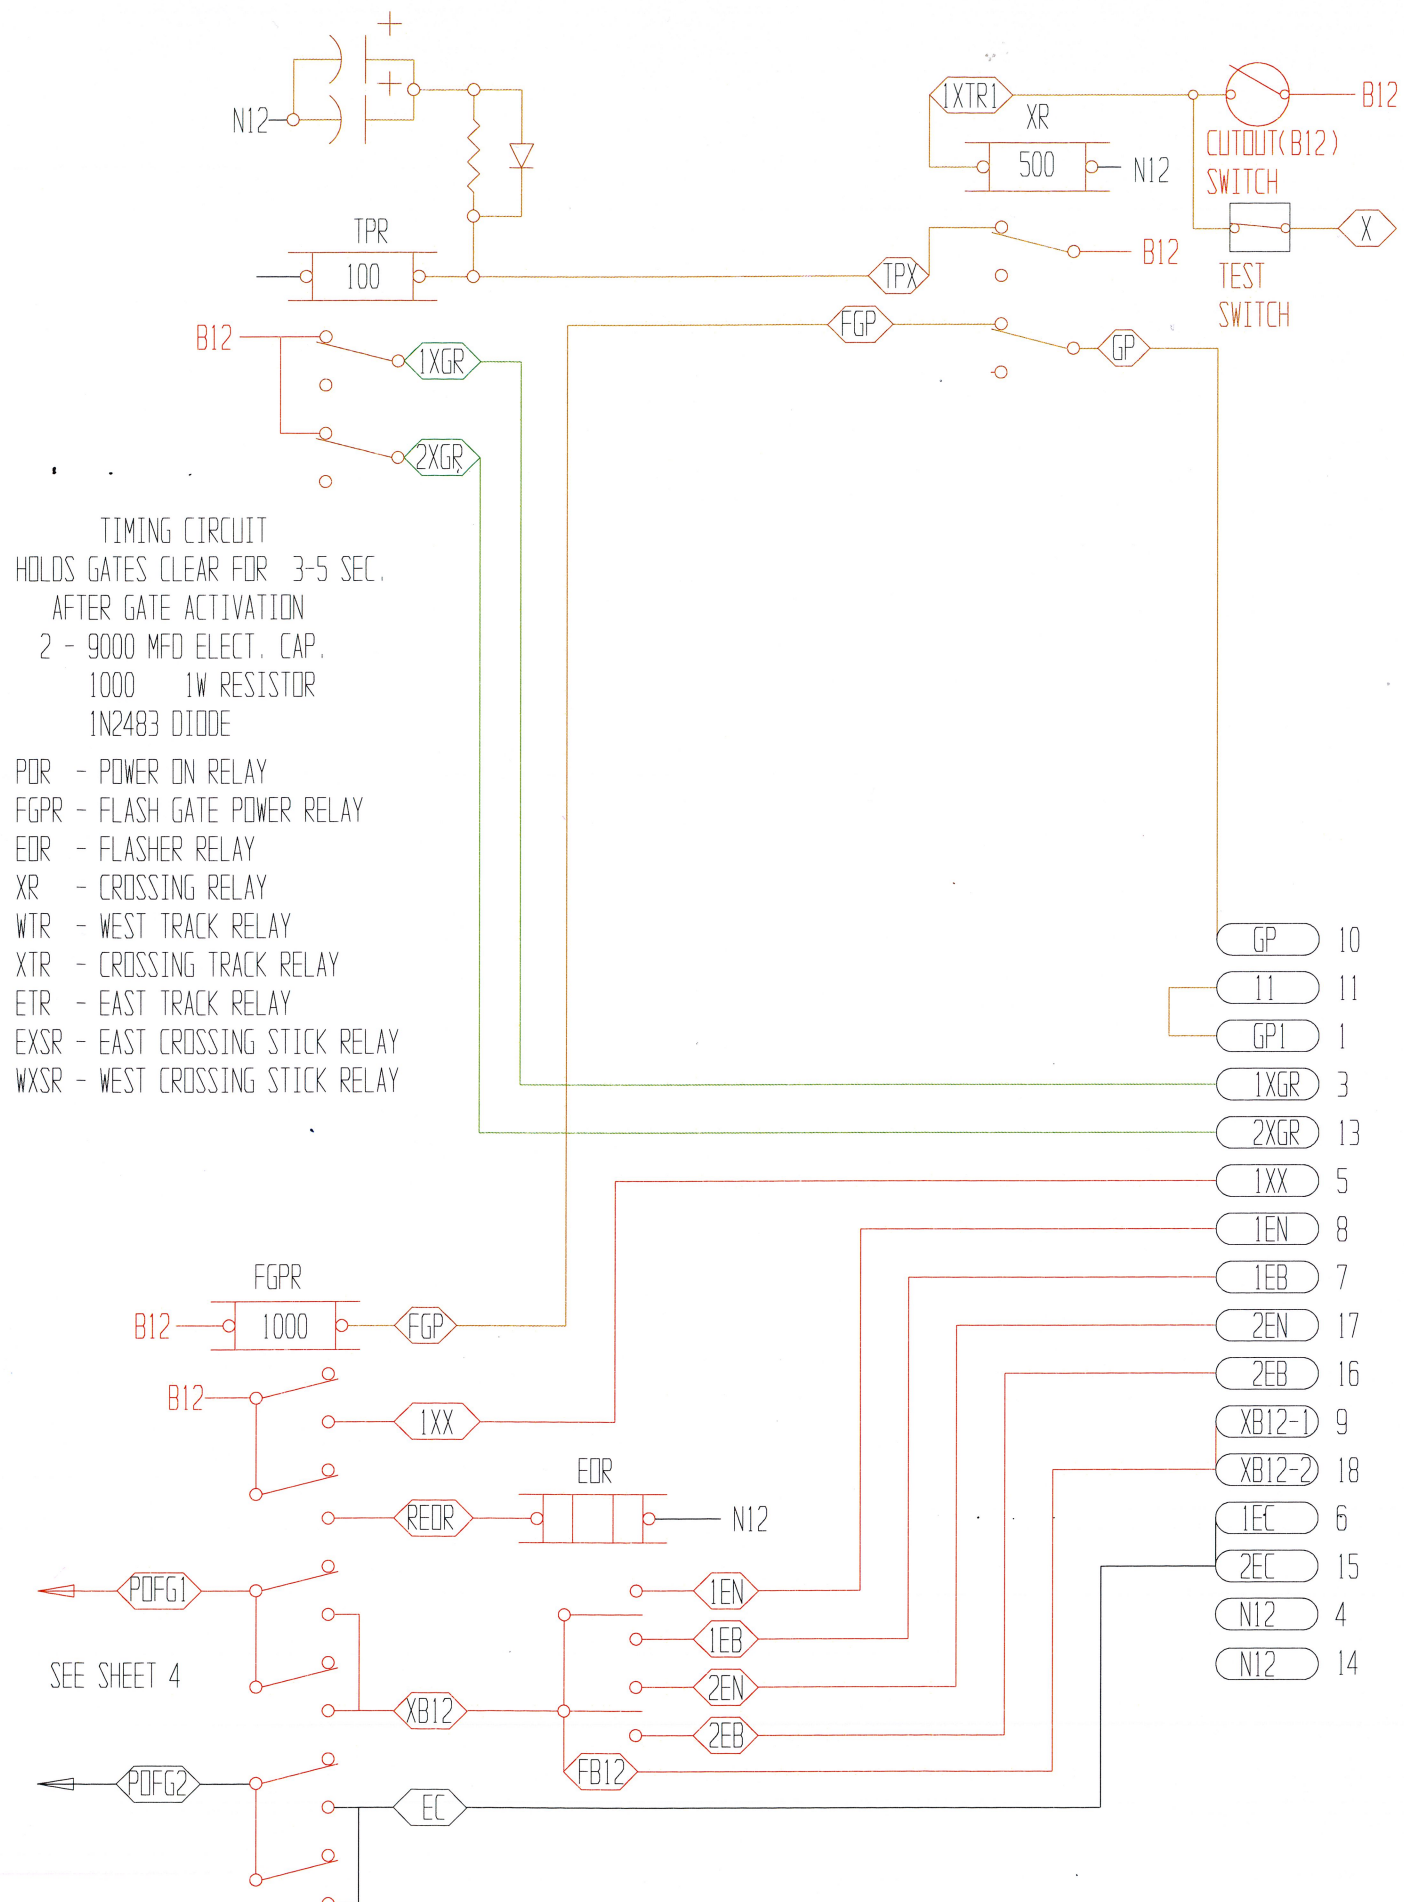 +
+
N12
1XTR1
B12
XR
500
N12
CUTOUT(B12)
SWITCH
TPR
100
TPX
B12
X
TEST
SWITCH
B12
FGP
GP
1XGR
2XGR
TIMING CIRCUIT
HOLDS GATES CLEAR FOR 3-5 SEC.
AFTER GATE ACTIVATION
2 - 9000 MFD ELECT. CAP.
1000 1W RESISTOR
1N2483 DIODE
POR - POWER ON RELAY
FGPR - FLASH GATE POWER RELAY
EOR - FLASHER RELAY
XR - CROSSING RELAY
WTR - WEST TRACK RELAY
XTR - CROSSING TRACK RELAY
ETR - EAST TRACK RELAY
EXSR - EAST CROSSING STICK RELAY
WXSR - WEST CROSSING STICK RELAY
GP 10
11 11
GP1 1
1XGR 3
2XGR 13
1XX 5
1EN 8
1EB 7
2EN 17
2EB 16
XB12-1 9
XB12-2 18
1EC 6
2EC 15
N12 4
N12 14
FGPR
B12
1000
FGP
B12
1XX
EOR
REOR
N12
POFG1
1EN
1EB
SEE SHEET 4
2EN
XB12
2EB
FB12
POFG2
EC